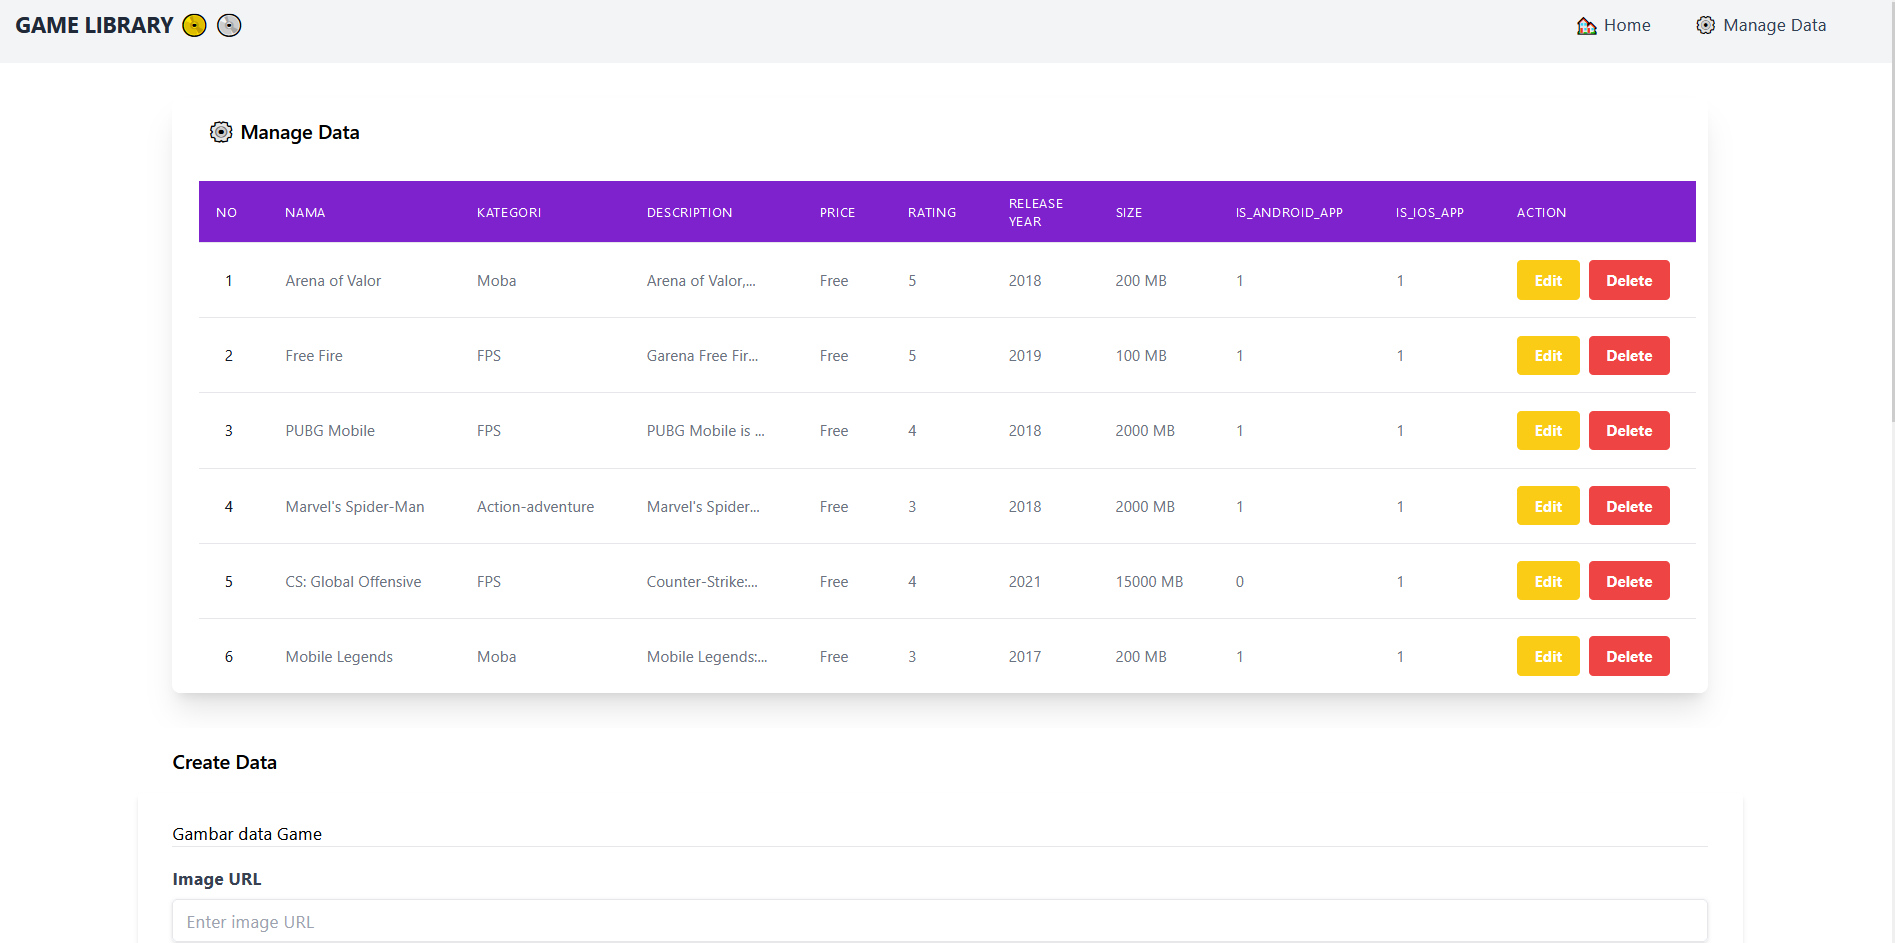 GAME LIBRARY
Home
Manage Data
Manage Data
NO NAMA KATEGORI DESCRIPTION PRICE RATING RELEASE YEAR SIZE IS_ANDROID_APP IS_IOS_APP ACTION
1 Arena of Valor Moba Arena of Valor,... Free 5 2018 200 MB 1 1 Edit Delete
2 Free Fire FPS Garena Free Fir... Free 5 2019 100 MB 1 1 Edit Delete
3 PUBG Mobile FPS PUBG Mobile is ... Free 4 2018 2000 MB 1 1 Edit Delete
4 Marvel's Spider-Man Action-adventure Marvel's Spider... Free 3 2018 2000 MB 1 1 Edit Delete
5 CS: Global Offensive FPS Counter-Strike:... Free 4 2021 15000 MB 0 1 Edit Delete
6 Mobile Legends Moba Mobile Legends:... Free 3 2017 200 MB 1 1 Edit Delete
Create Data
Gambar data Game
Image URL
Enter image URL